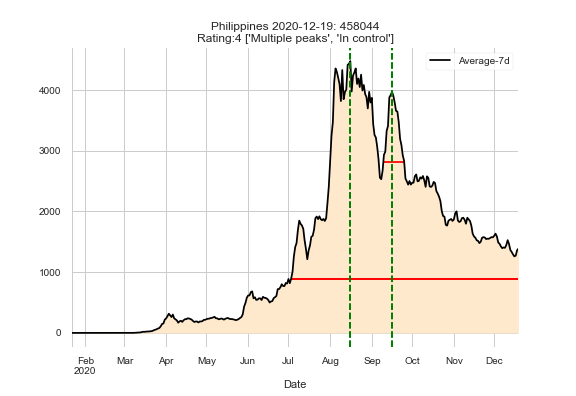 Philippines 2020-12-19: 458044
Rating:4 ['Multiple peaks', 'In control']
Average-7d
4000
3000
2000
1000
0
Feb Mar Apr May Jun Jul Aug Sep Oct Nov Dec
2020
Date